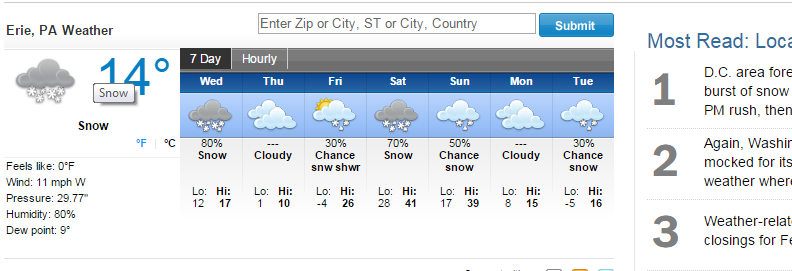 Erie, PA Weather
Enter Zip or City, ST or City, Country
Submit
14°
Snow
Snow
°F | °C
Feels like: 0°F
Wind: 11 mph W
Pressure: 29.77"
Humidity: 80%
Dew point: 9°
7 Day Hourly
Wed Thu Fri Sat Sun Mon Tue
80% --- 30% 70% 50% --- 30%
Snow Cloudy Chance Snow Chance Cloudy Chance
snw shwr snow snow
Lo: Hi: Lo: Hi: Lo: Hi: Lo: Hi: Lo: Hi: Lo: Hi: Lo: Hi:
12 17 1 10 -4 26 28 41 17 39 8 15 -5 16
Most Read: Loca
1
D.C. area fore
burst of snow
PM rush, then
2
Again, Washin
mocked for its
weather where
3
Weather-relat
closings for Fe